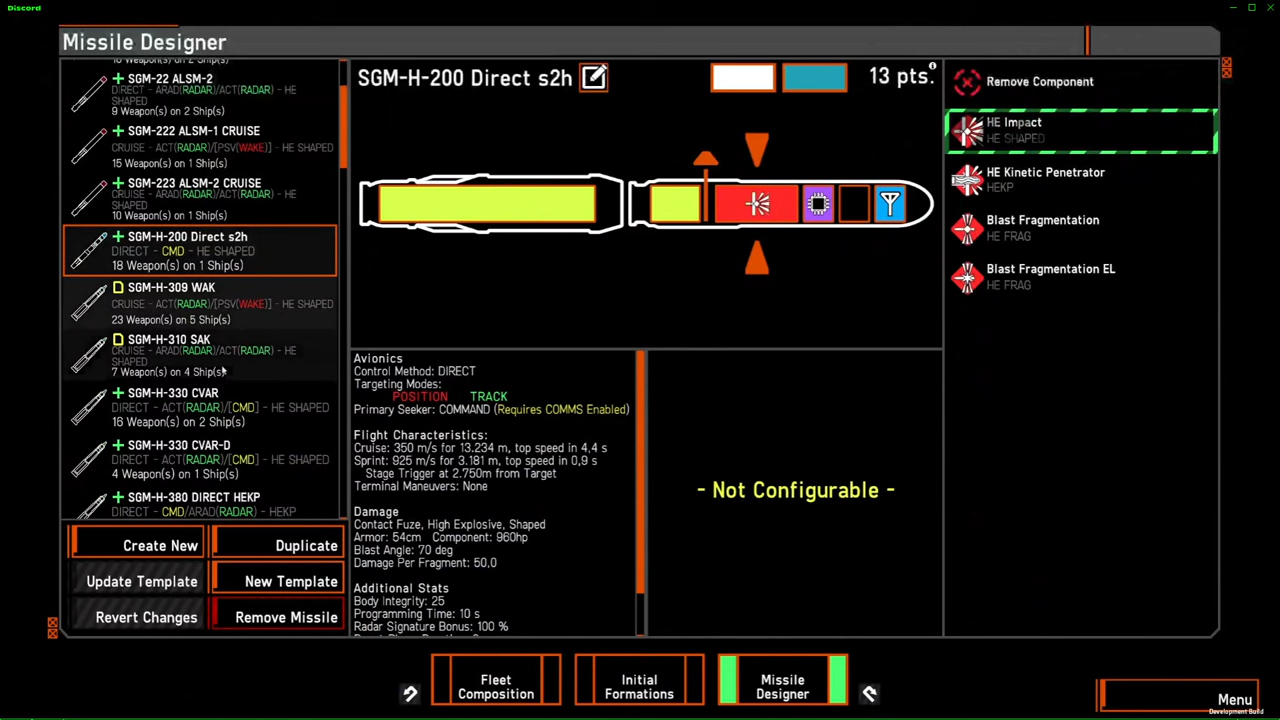 Discord
Missile Designer
SGM-22 ALSM-2
DIRECT - ARAD(RADAR)/ACT(RADAR) - HE
SHAPED
9 Weapon(s) on 2 Ship(s)
SGM-222 ALSM-1 CRUISE
CRUISE - ACT(RADAR)/[PSV(WAKE)] - HE SHAPED
15 Weapon(s) on 1 Ship(s)
SGM-223 ALSM-2 CRUISE
CRUISE - ACT(RADAR)/ACT(RADAR) - HE
SHAPED
10 Weapon(s) on 1 Ship(s)
SGM-H-200 Direct s2h
DIRECT - CMD - HE SHAPED
18 Weapon(s) on 1 Ship(s)
SGM-H-309 WAK
CRUISE - ACT(RADAR)/[PSV(WAKE)] - HE SHAPED
23 Weapon(s) on 5 Ship(s)
SGM-H-310 SAK
CRUISE - ARAD(RADAR)/ACT(RADAR) - HE
SHAPED
7 Weapon(s) on 4 Ship(s)
SGM-H-330 CVAR
DIRECT - ACT(RADAR)/[CMD] - HE SHAPED
16 Weapon(s) on 2 Ship(s)
SGM-H-330 CVAR-D
DIRECT - ACT(RADAR)/[CMD] - HE SHAPED
4 Weapon(s) on 1 Ship(s)
SGM-H-380 DIRECT HEKP
DIRECT - CMD/ARAD(RADAR) - HEKP
Create New
Duplicate
Update Template
New Template
Revert Changes
Remove Missile
SGM-H-200 Direct s2h
13 pts.
Avionics
Control Method: DIRECT
Targeting Modes:
POSITION TRACK
Primary Seeker: COMMAND (Requires COMMS Enabled)
Flight Characteristics:
Cruise: 350 m/s for 13.234 m, top speed in 4,4 s
Sprint: 925 m/s for 3.181 m, top speed in 0,9 s
Stage Trigger at 2.750m from Target
Terminal Maneuvers: None
Damage
Contact Fuze, High Explosive, Shaped
Armor: 54cm Component: 960hp
Blast Angle: 70 deg
Damage Per Fragment: 50,0
Additional Stats
Body Integrity: 25
Programming Time: 10 s
Radar Signature Bonus: 100 %
- Not Configurable -
Remove Component
HE Impact
HE SHAPED
HE Kinetic Penetrator
HEKP
Blast Fragmentation
HE FRAG
Blast Fragmentation EL
HE FRAG
Fleet
Composition
Initial
Formations
Missile
Designer
Menu
Development Build